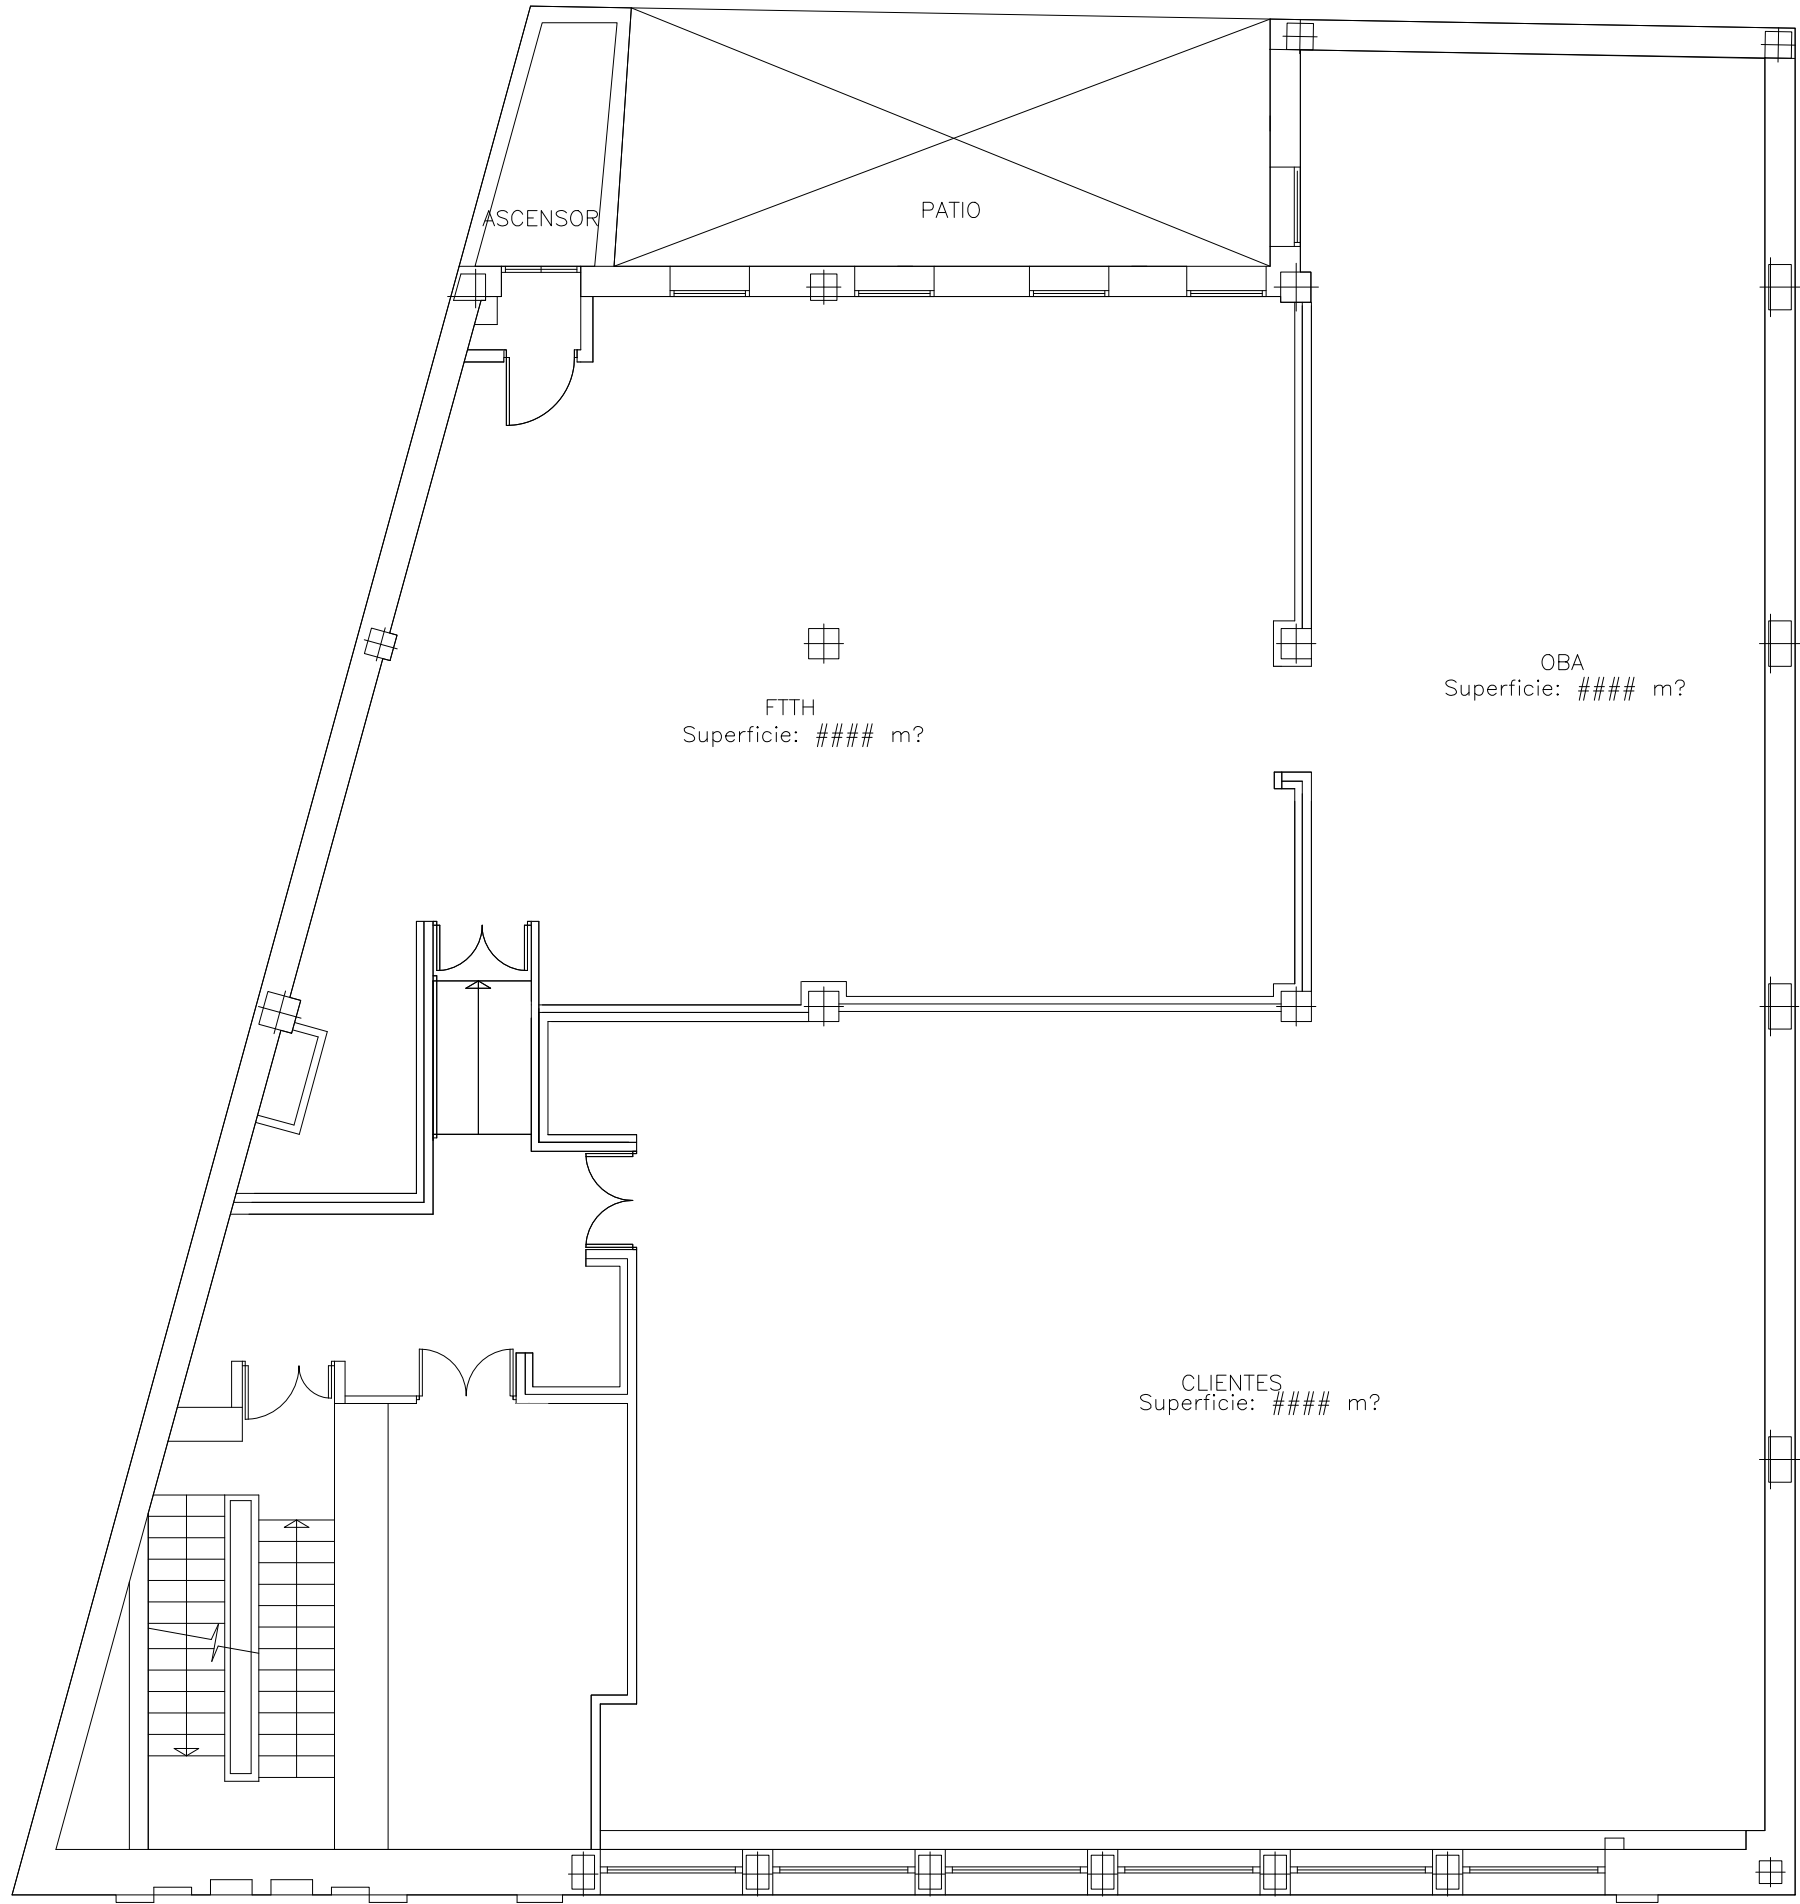 ASCENSOR
PATIO
OBA
Superficie: #### m?
FTTH
Superficie: #### m?
CLIENTES
Superficie: #### m?